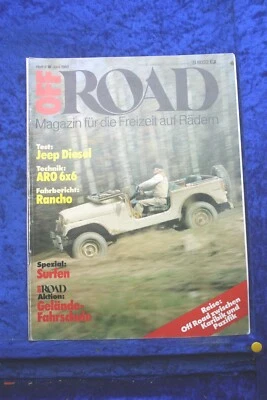 OFF ROAD
Magazin für die Freizeit auf Rädern
Test:
Jeep Diesel
Technik:
ARO 6x6
Fahrbericht:
Rancho
Spezial:
Surfen
OFF ROAD
Aktion:
Gelände-
Fahrschule
Reise:
Off Road zwischen
Karibik und
Pazifik